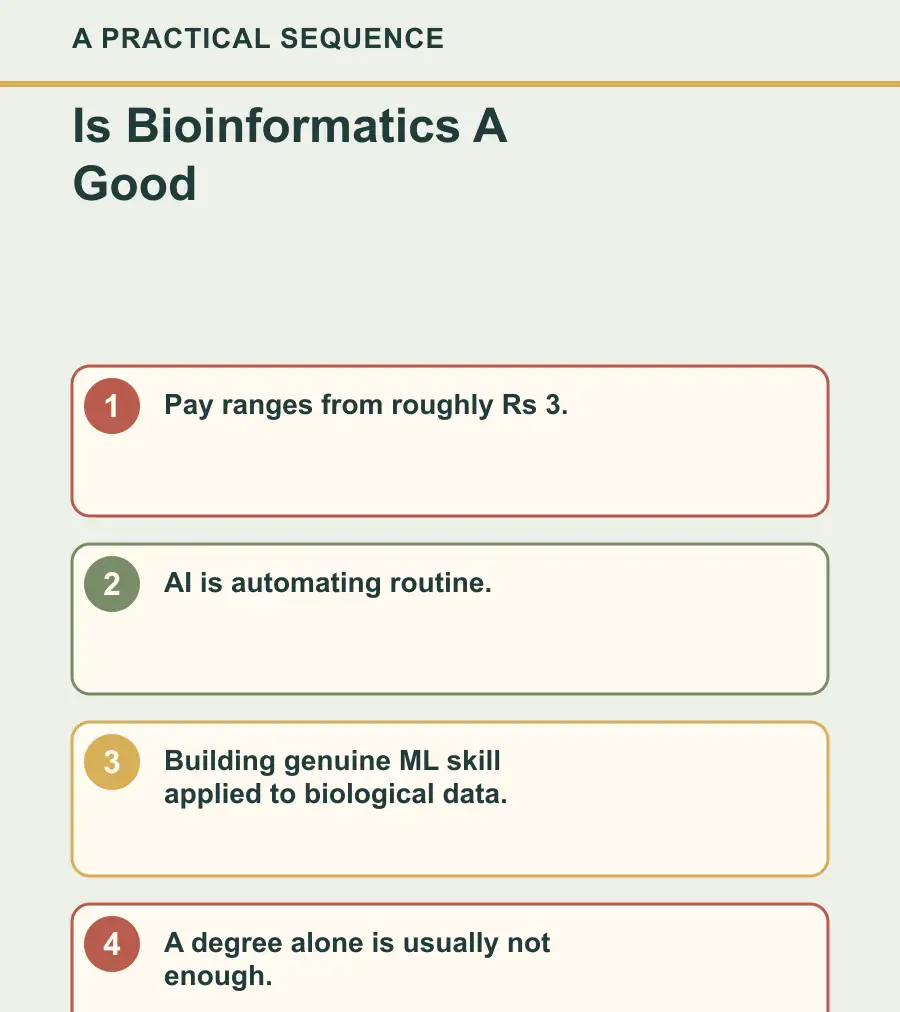 A PRACTICAL SEQUENCE
Is Bioinformatics A
Good
1
Pay ranges from roughly Rs 3.
2
AI is automating routine.
3
Building genuine ML skill
applied to biological data.
4
A degree alone is usually not
enough.